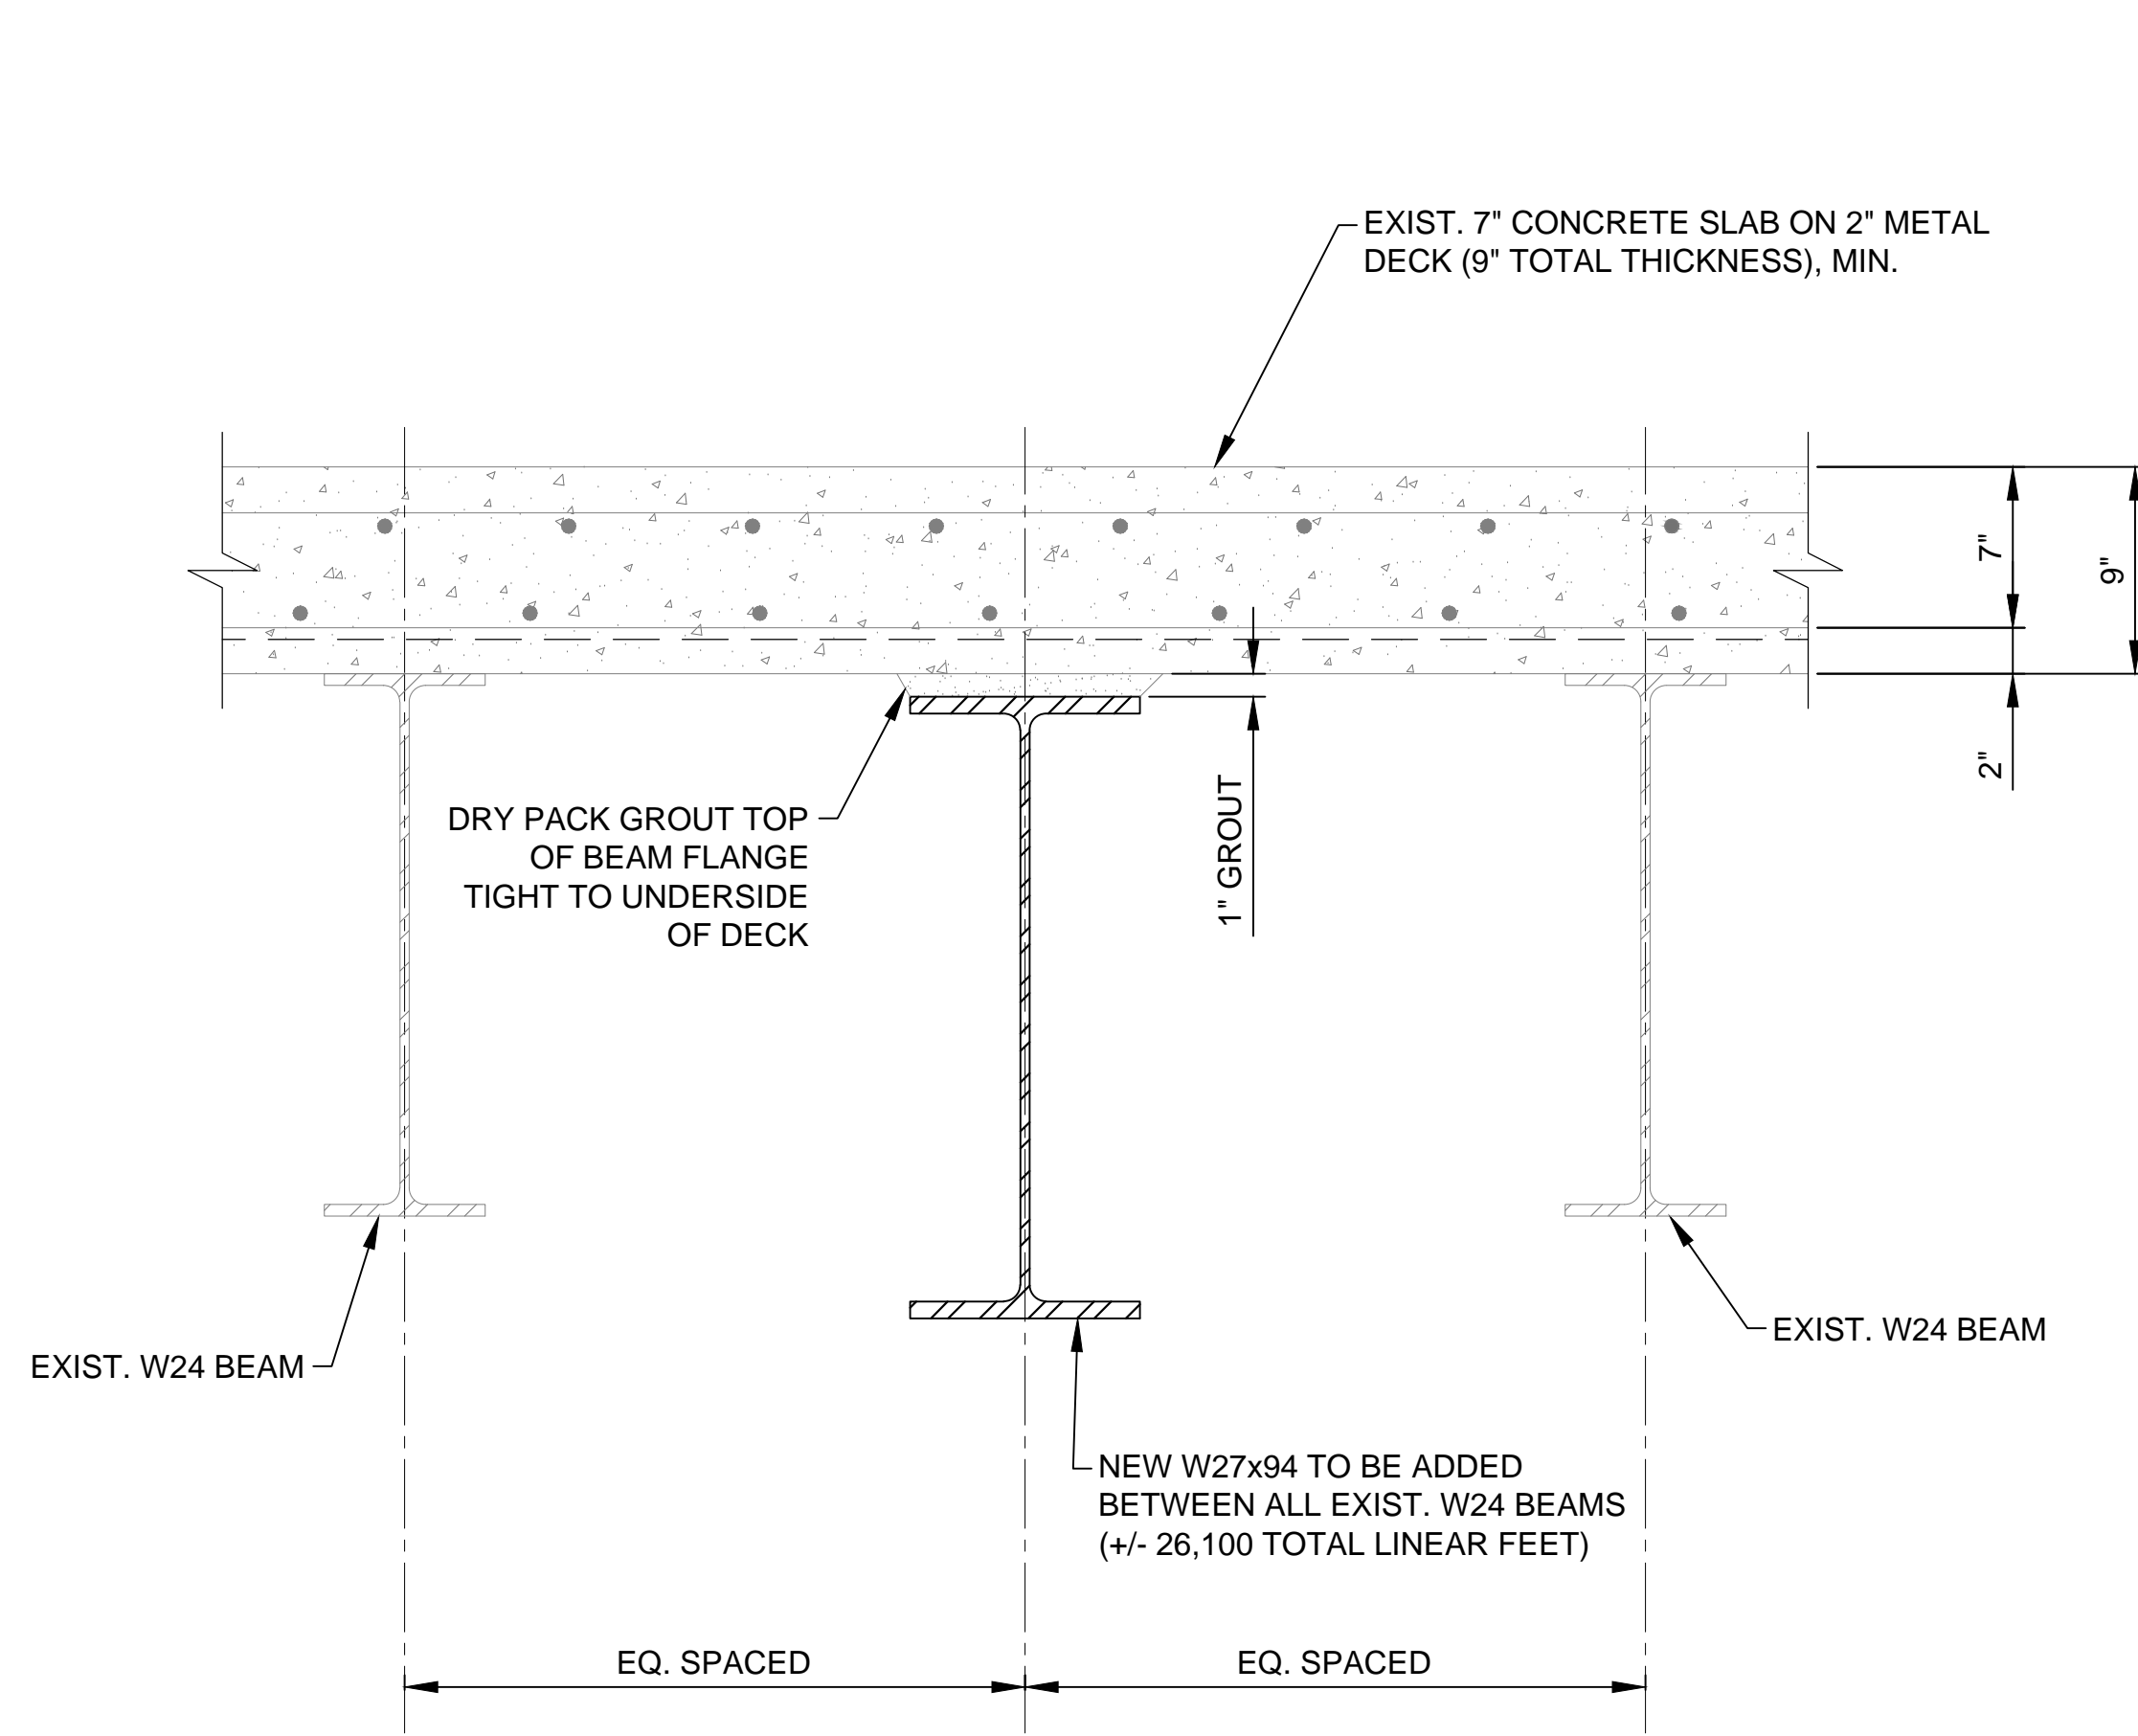 EXIST. 7" CONCRETE SLAB ON 2" METAL
DECK (9" TOTAL THICKNESS), MIN.
7"
9"
2"
1" GROUT
DRY PACK GROUT TOP
OF BEAM FLANGE
TIGHT TO UNDERSIDE
OF DECK
EXIST. W24 BEAM
EXIST. W24 BEAM
NEW W27x94 TO BE ADDED
BETWEEN ALL EXIST. W24 BEAMS
(+/- 26,100 TOTAL LINEAR FEET)
EQ. SPACED
EQ. SPACED